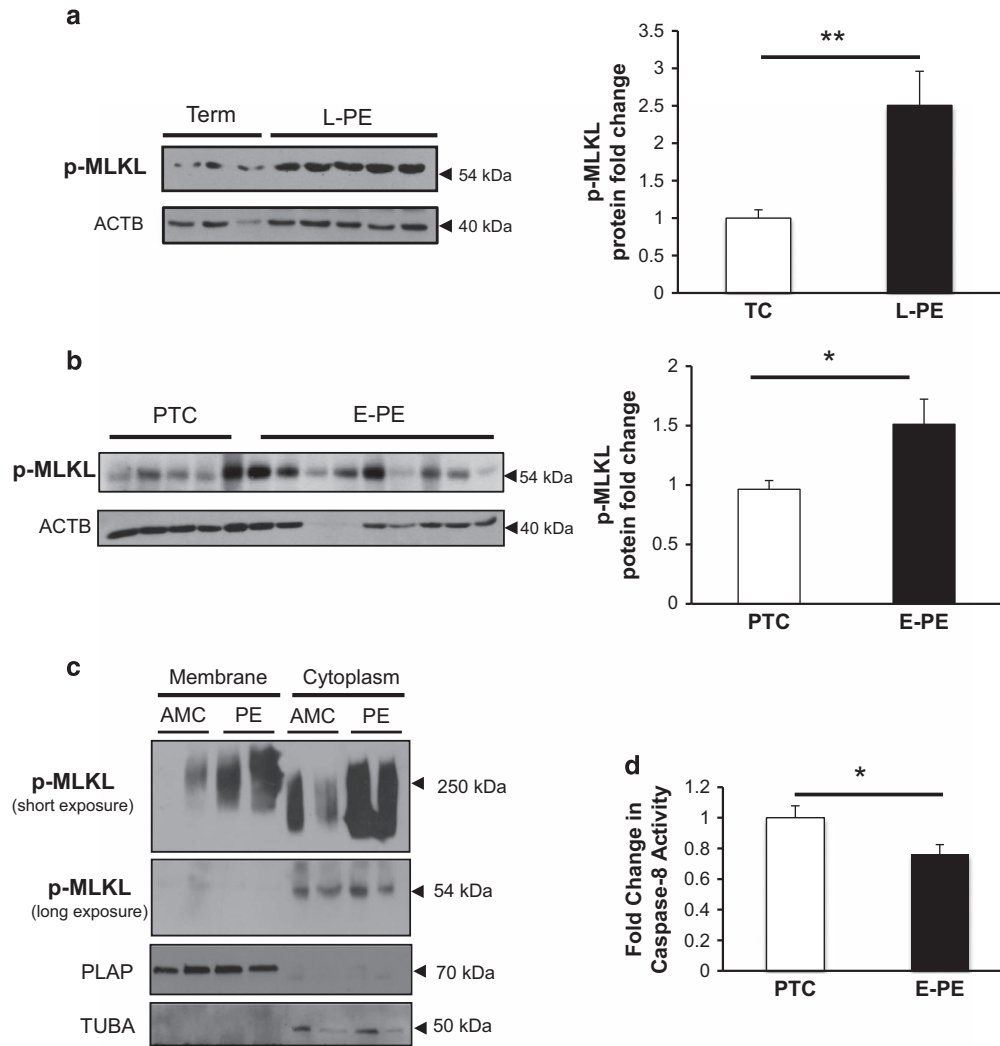 a
Term
L-PE
p-MLKL
◄ 54 kDa
ACTB
◄ 40 kDa
p-MLKL
protein fold change
3.5
3
2.5
2
1.5
1
0.5
0
**
TC
L-PE
b
PTC
E-PE
p-MLKL
◄54 kDa
ACTB
◄40 kDa
p-MLKL
potein fold change
2
1.5
1
0.5
0
*
PTC
E-PE
c
Membrane
Cytoplasm
AMC
PE
AMC
PE
p-MLKL
(short exposure)
◄ 250 kDa
p-MLKL
(long exposure)
◄ 54 kDa
PLAP
◄ 70 kDa
TUBA
◄ 50 kDa
d
Fold Change in
Caspase-8 Activity
1.2
1
0.8
0.6
0.4
0.2
0
*
PTC
E-PE